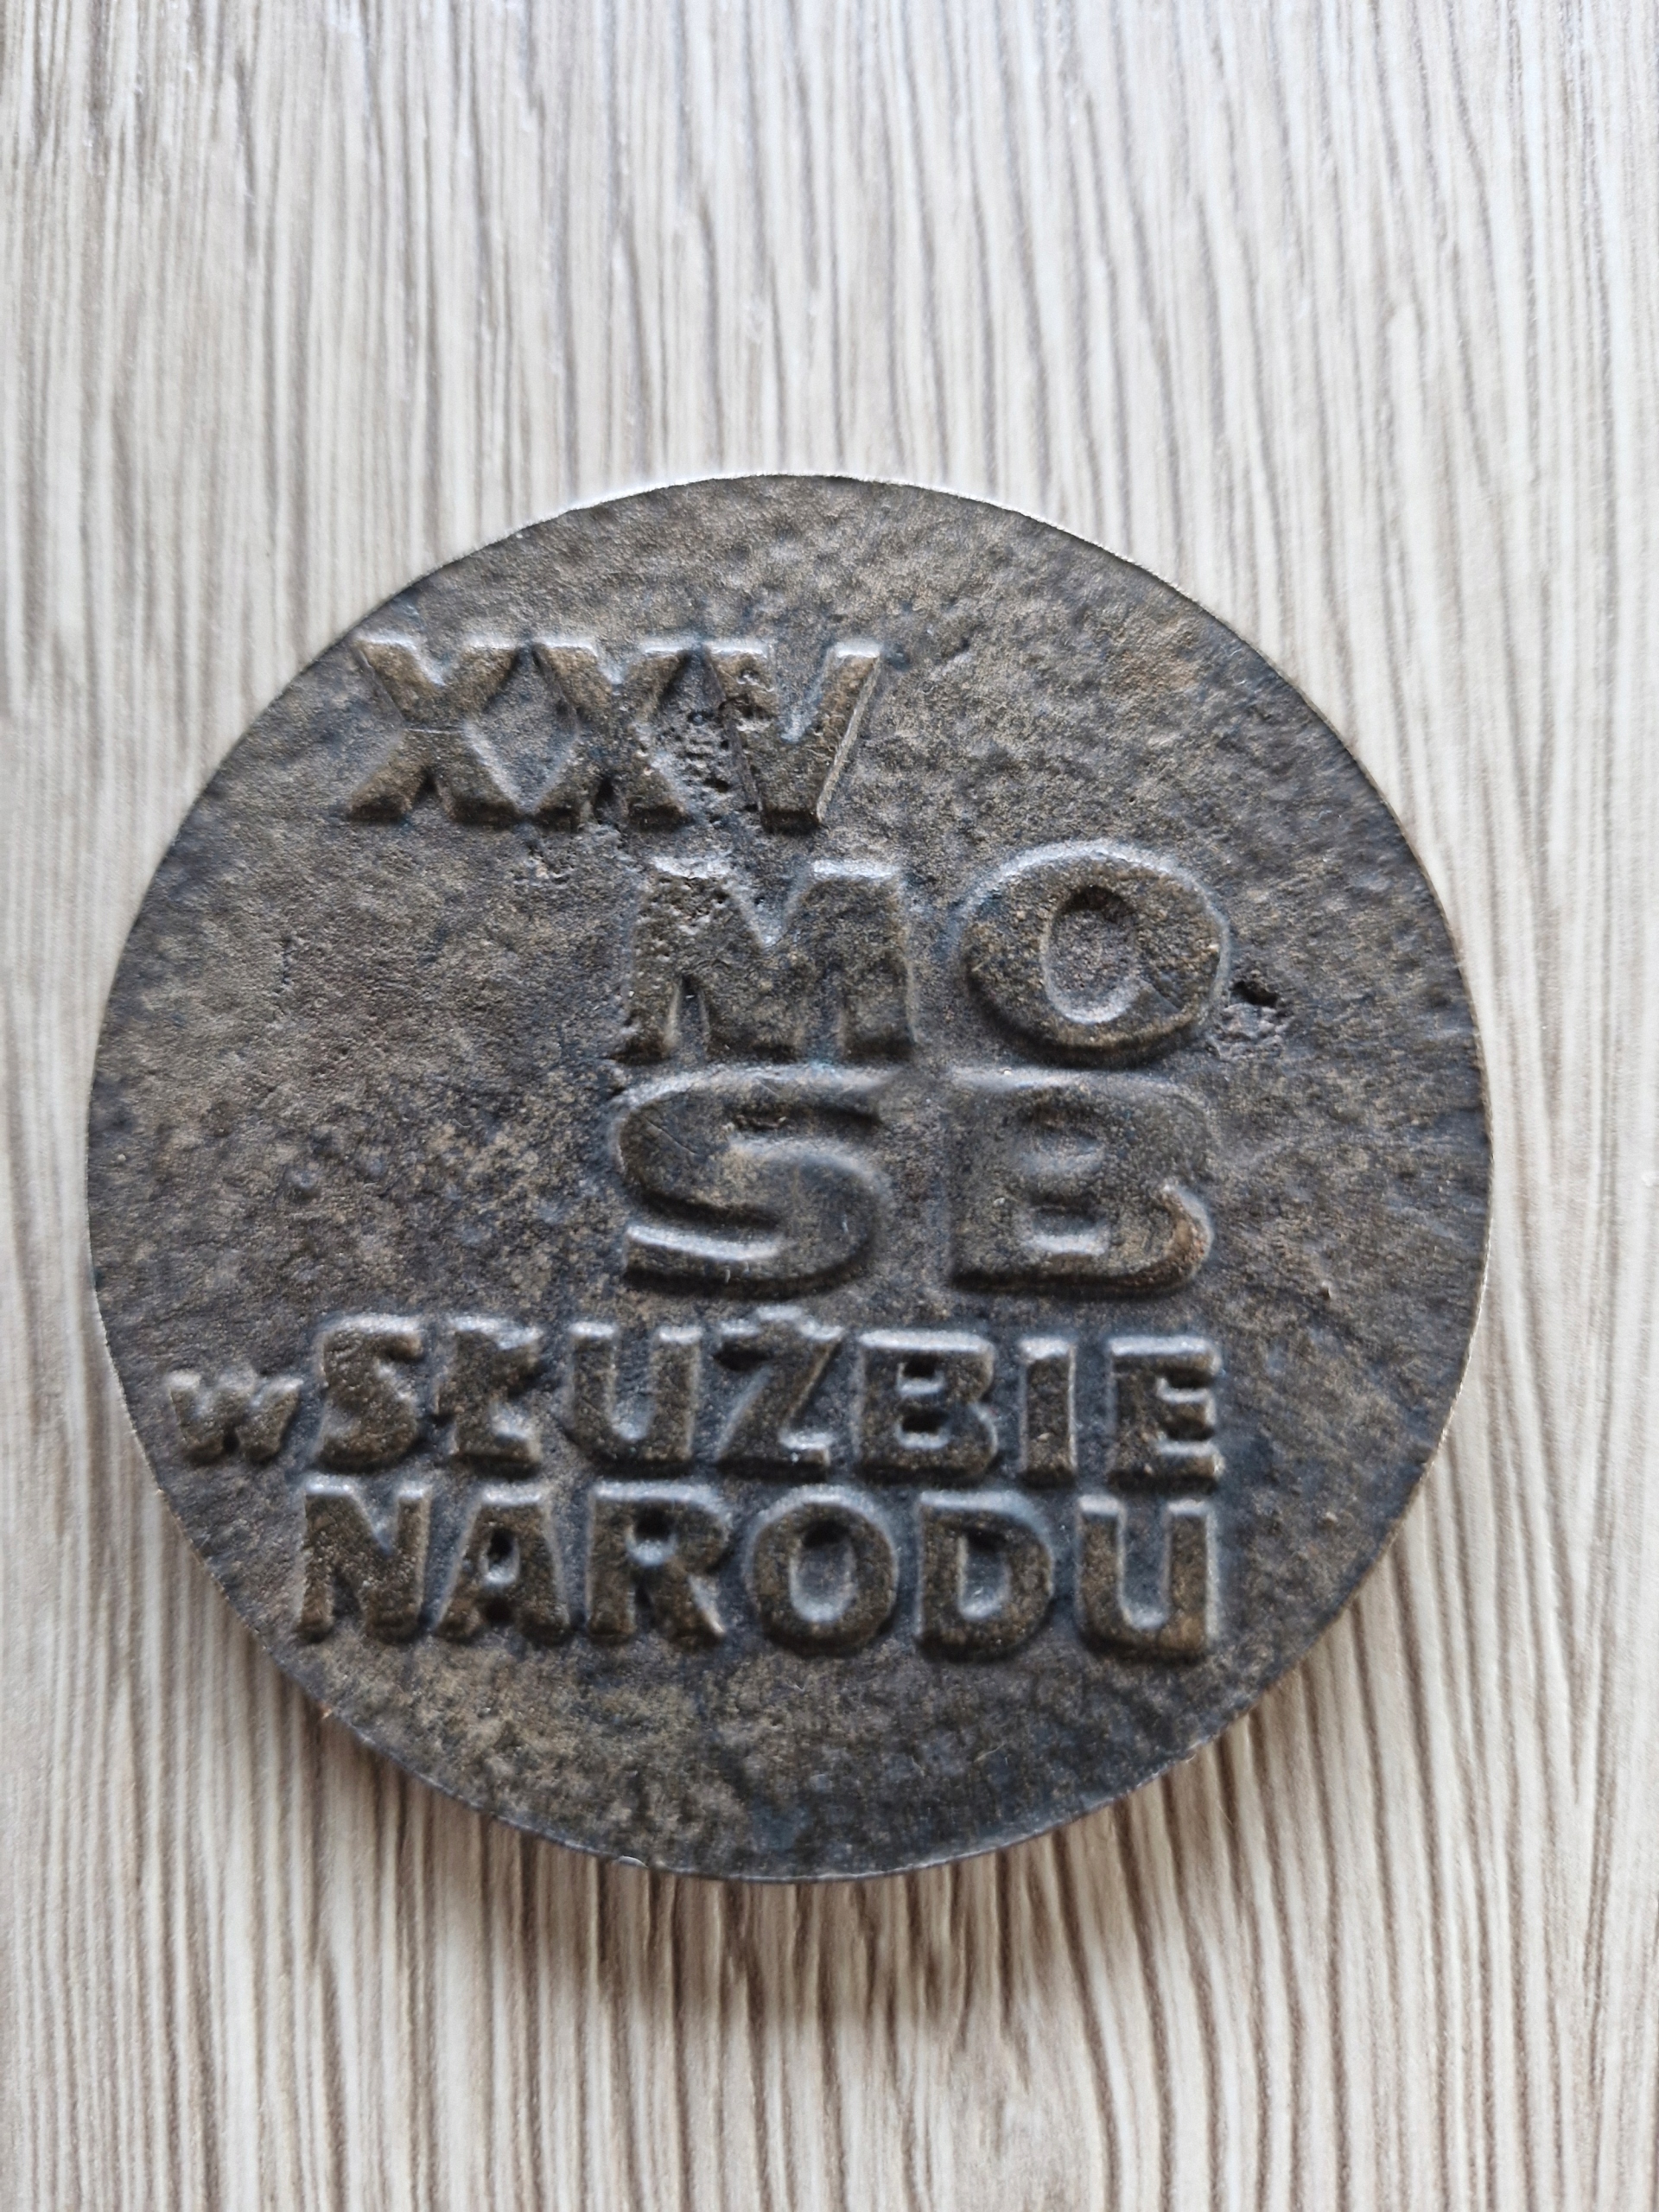 XXV
MO
SB
w SŁUŻBIE
NARODU